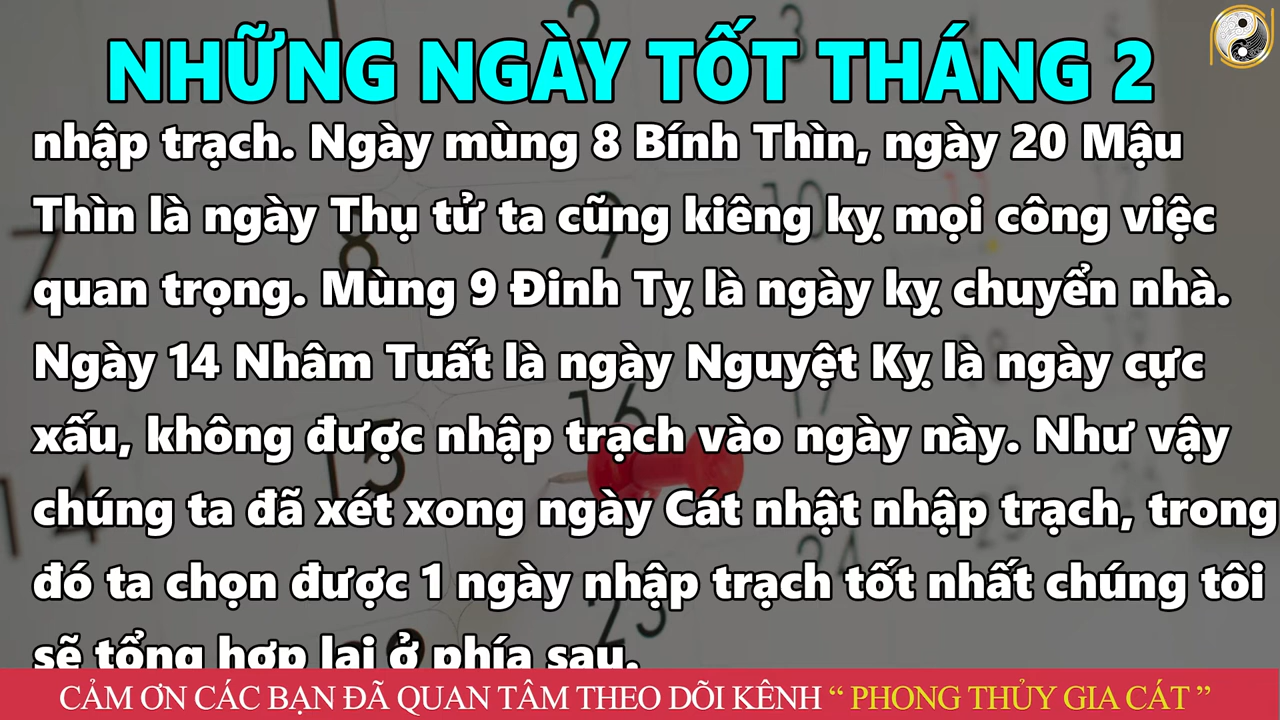 NHỮNG NGÀY TỐT THÁNG 2
nhập trạch. Ngày mùng 8 Bính Thìn, ngày 20 Mậu
Thìn là ngày Thụ tử ta cũng kiêng kỵ mọi công việc
quan trọng. Mùng 9 Đinh Tỵ là ngày kỵ chuyển nhà.
Ngày 14 Nhâm Tuất là ngày Nguyệt Kỵ là ngày cực
xấu, không được nhập trạch vào ngày này. Như vậy
chúng ta đã xét xong ngày Cát nhật nhập trạch, trong
đó ta chọn được 1 ngày nhập trạch tốt nhất chúng tôi
sẽ tổng hợp lại ở phía sau.
CẢM ƠN CÁC BẠN ĐÃ QUAN TÂM THEO DÕI KÊNH “ PHONG THỦY GIA CÁT ”